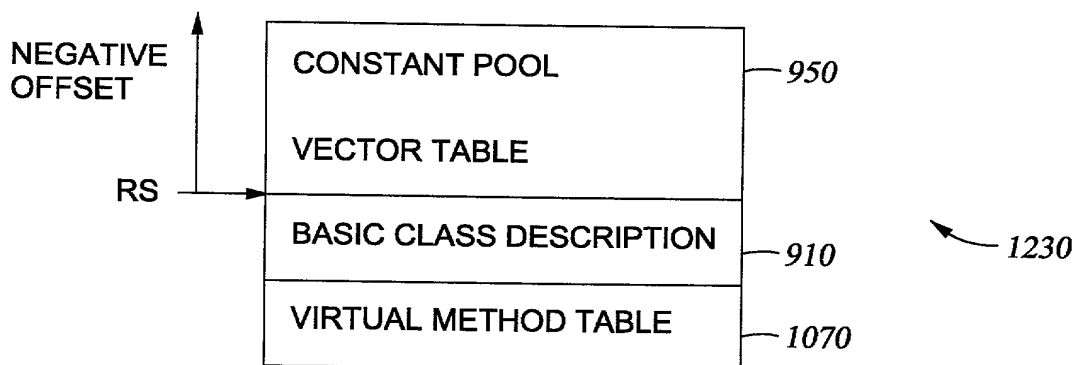 NEGATIVE
OFFSET
CONSTANT POOL
950
VECTOR TABLE
RS
BASIC CLASS DESCRIPTION
910
1230
VIRTUAL METHOD TABLE
1070